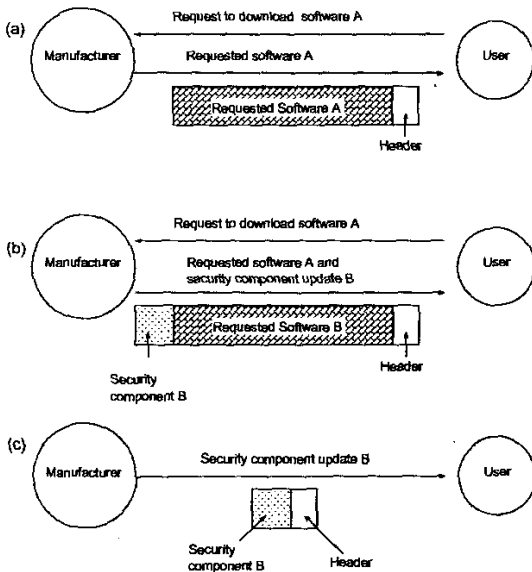 (a)
Request to download software A
Manufacturer
User
Requested software A
Requested Software A
Header
(b)
Request to download software A
Manufacturer
User
Requested software A and
security component update B
Requested Software B
Security
component B
Header
(c)
Security component update B
Manufacturer
User
Security
component B
Header